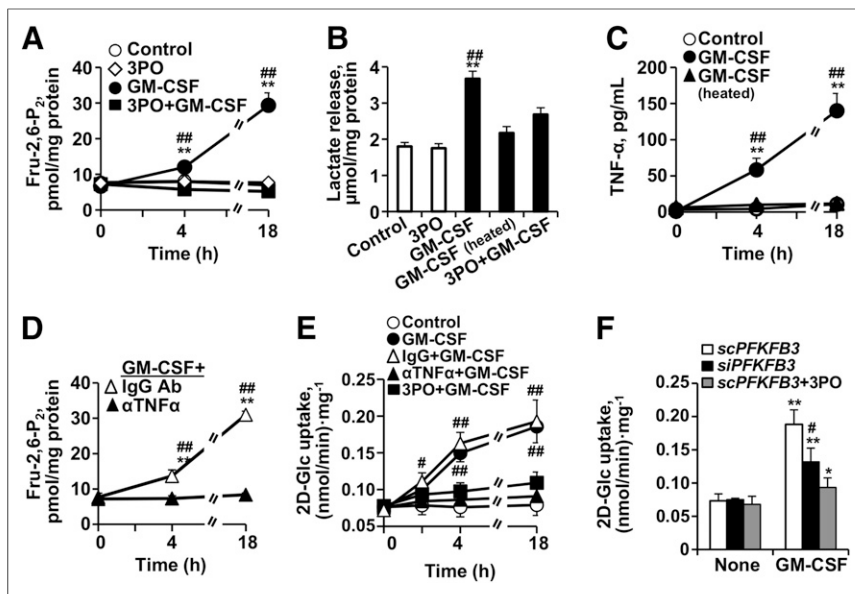 A
Control
3PO
GM-CSF
3PO+GM-CSF
Fru-2,6-P2,
pmol/mg protein
40
30
20
10
0
##
**
##
**
0
4
18
Time (h)
B
Lactate release,
μmol/mg protein
5
4
3
2
1
0
##
**
Control
3PO
GM-CSF
GM-CSF (heated)
3PO+GM-CSF
C
Control
GM-CSF
GM-CSF
(heated)
TNF-α, pg/mL
200
150
100
50
0
##
**
##
**
0
4
18
Time (h)
D
GM-CSF+
IgG Ab
αTNFα
Fru-2,6-P2,
pmol/mg protein
40
30
20
10
0
##
**
##
**
0
4
18
Time (h)
E
Control
GM-CSF
IgG+GM-CSF
αTNFα+GM-CSF
3PO+GM-CSF
2D-Glc uptake,
(nmol/min)·mg-1
0.25
0.20
0.15
0.10
0.05
#
##
##
##
##
0
4
18
Time (h)
F
scPFKFB3
siPFKFB3
scPFKFB3+3PO
2D-Glc uptake,
(nmol/min)·mg-1
0.25
0.20
0.15
0.10
0.05
0
**
#
**
*
None
GM-CSF